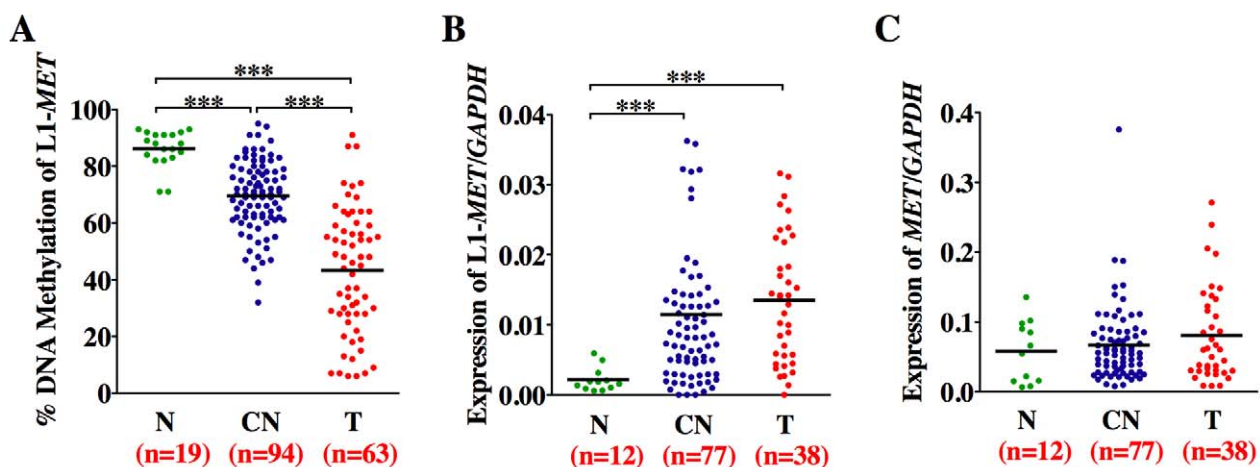 A
% DNA Methylation of L1-MET
***
*** ***
100
80
60
40
20
0
N CN T
(n=19) (n=94) (n=63)
B
Expression of L1-MET/GAPDH
***
***
0.04
0.03
0.02
0.01
0.00
N CN T
(n=12) (n=77) (n=38)
C
Expression of MET/GAPDH
0.4
0.3
0.2
0.1
0.0
N CN T
(n=12) (n=77) (n=38)